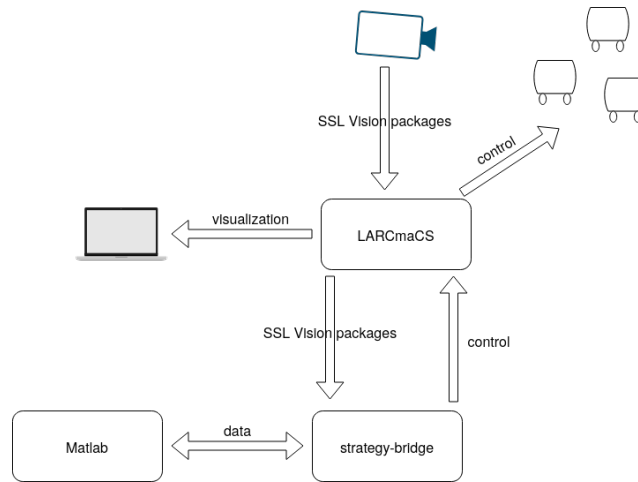 SSL Vision packages
control
visualization
LARCmaCS
SSL Vision packages
control
Matlab
data
strategy-bridge